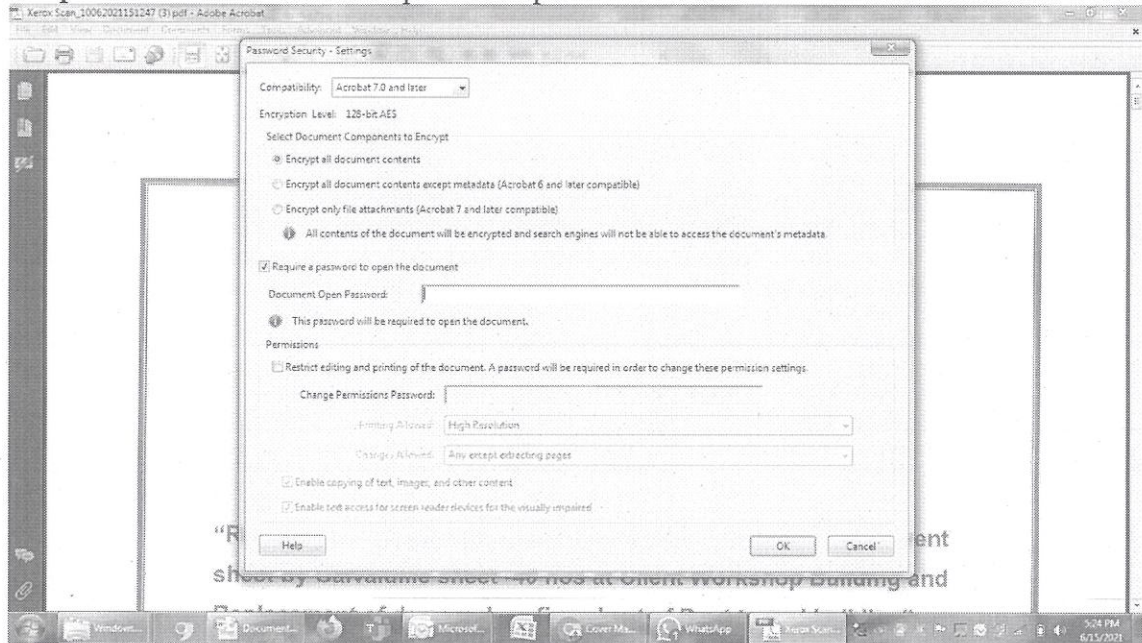 Xerox Scan_10062021151247 (3).pdf - Adobe Acrobat
File Edit View Document Comments Forms Tools Advanced Window Help
Password Security - Settings
Compatibility: Acrobat 7.0 and later
Encryption Level: 128-bit AES
Select Document Components to Encrypt
Encrypt all document contents
Encrypt all document contents except metadata (Acrobat 6 and later compatible)
Encrypt only file attachments (Acrobat 7 and later compatible)
All contents of the document will be encrypted and search engines will not be able to access the document's metadata.
Require a password to open the document
Document Open Password:
This password will be required to open the document.
Permissions
Restrict editing and printing of the document. A password will be required in order to change these permission settings.
Change Permissions Password:
Printing Allowed: High Resolution
Changes Allowed: Any except extracting pages
Enable copying of text, images, and other content
Enable text access for screen reader devices for the visually impaired
Help OK Cancel
"R ent
sheet by Galvalume sheet -40 nos at Client Workshop Building and
Window... Document... Microsof... Cover Ma... WhatsApp Xerox Scan... 5:24 PM
6/15/2021